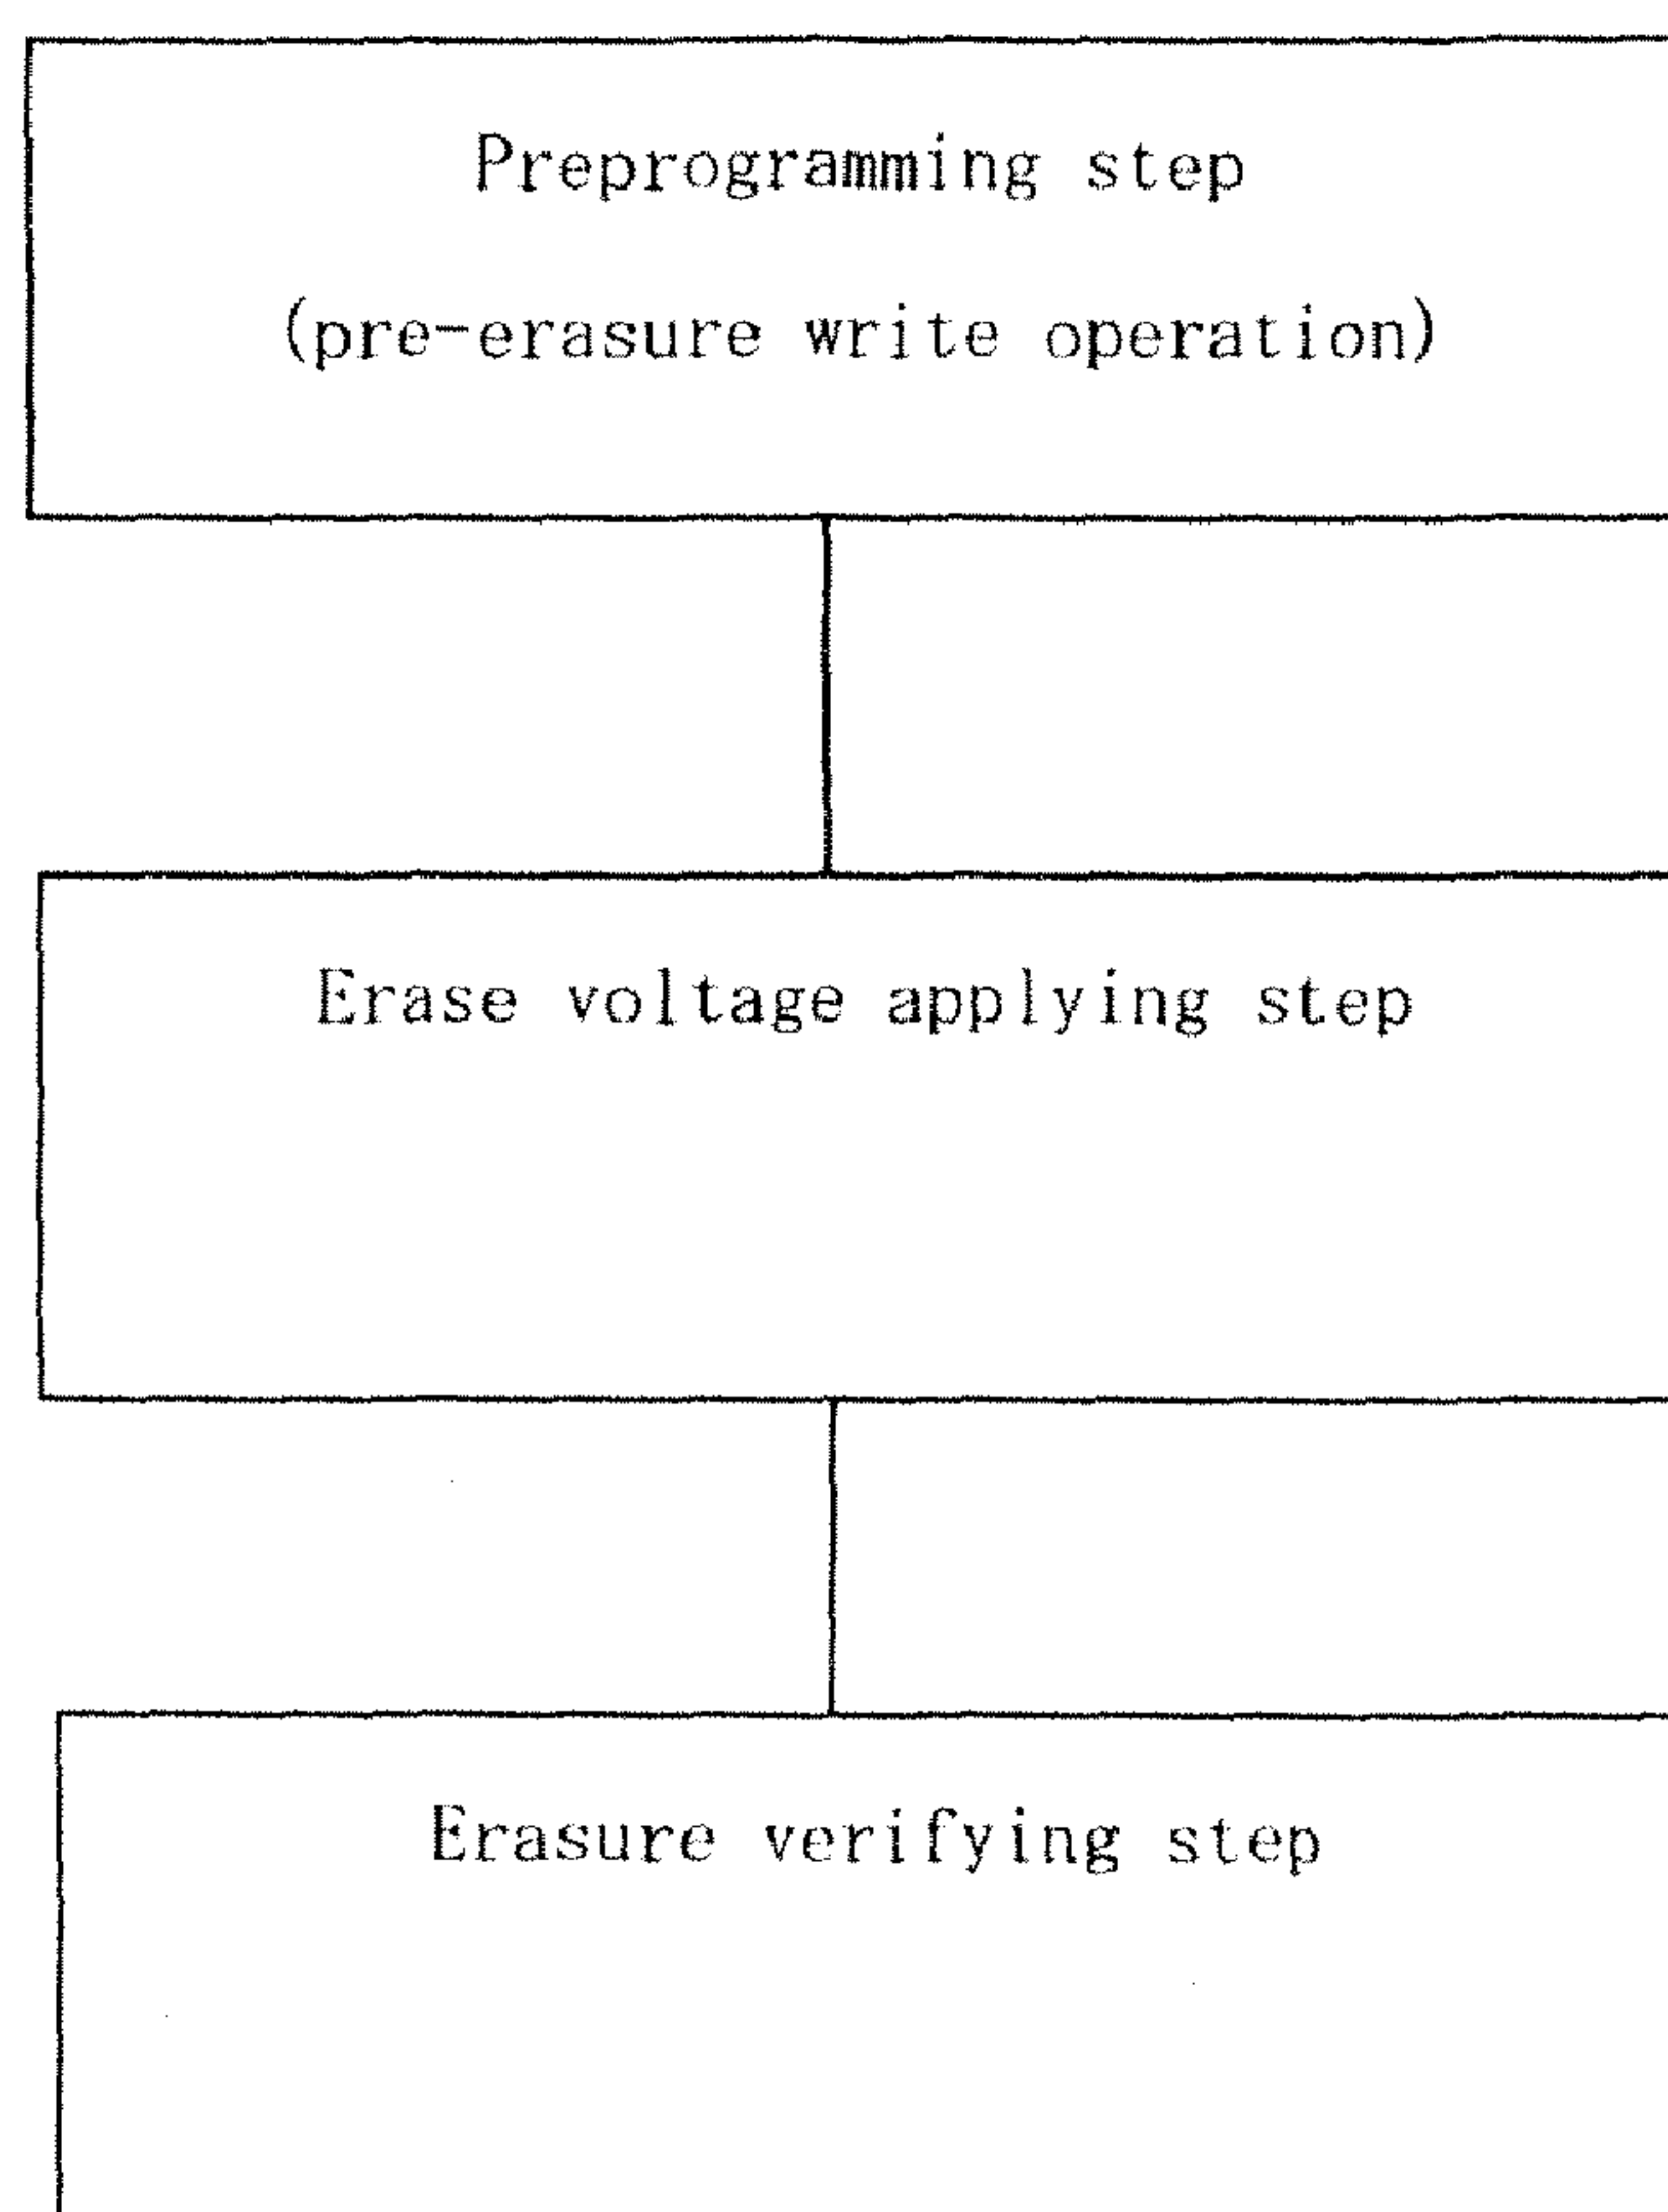 Preprogramming step
(pre-erasure write operation)
Erase voltage applying step
Erasure verifying step